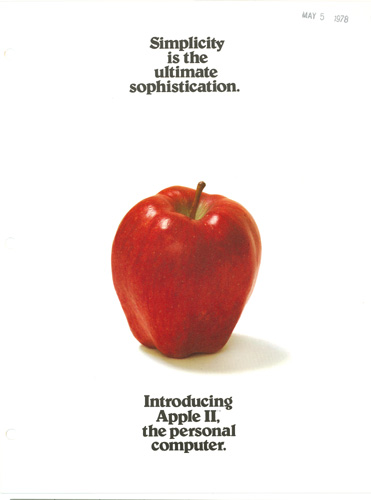 MAY 5 1978
Simplicity
is the
ultimate
sophistication.
Introducing
Apple II,
the personal
computer.